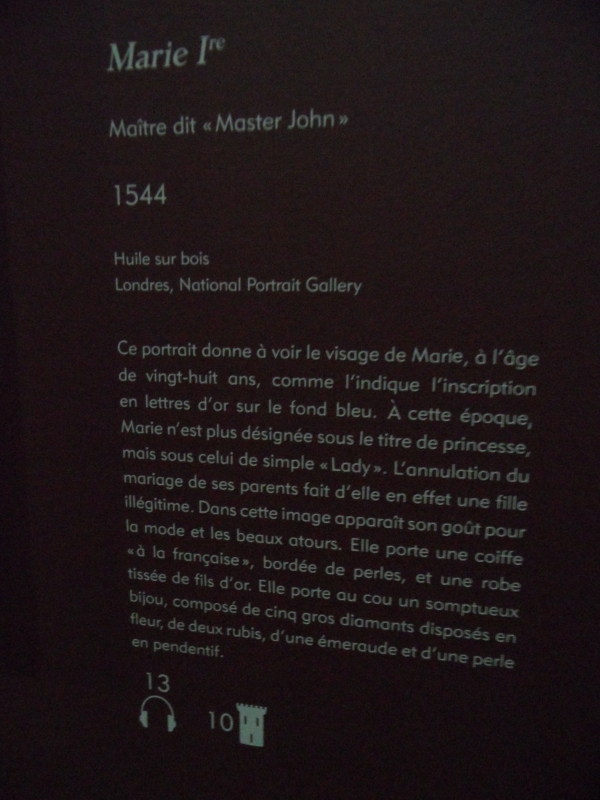 Marie Ire
Maître dit « Master John »
1544
Huile sur bois
Londres, National Portrait Gallery
Ce portrait donne à voir le visage de Marie, à l'âge
de vingt-huit ans, comme l'indique l'inscription
en lettres d'or sur le fond bleu. À cette époque,
Marie n'est plus désignée sous le titre de princesse,
mais sous celui de simple « Lady ». L'annulation du
mariage de ses parents fait d'elle en effet une fille
illégitime. Dans cette image apparaît son goût pour
la mode et les beaux atours. Elle porte une coiffe
« à la française », bordée de perles, et une robe
tissée de fils d'or. Elle porte au cou un somptueux
bijou, composé de cinq gros diamants disposés en
fleur, de deux rubis, d'une émeraude et d'une perle
en pendentif.
13
10